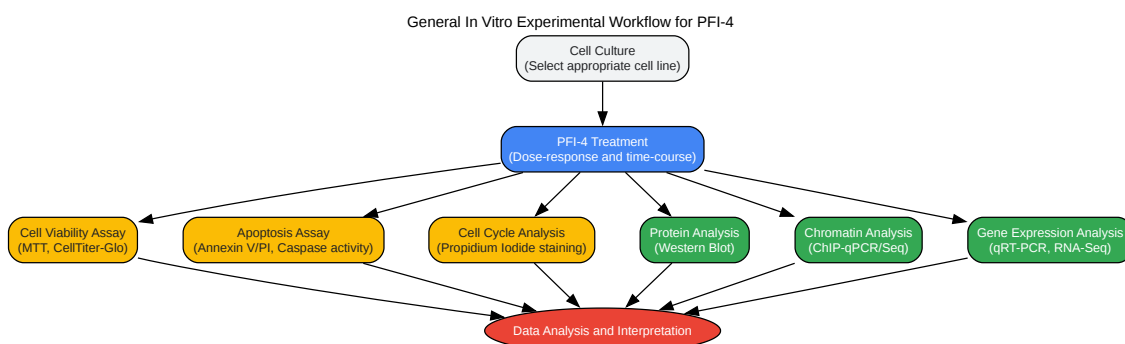 General In Vitro Experimental Workflow for PFI-4
Cell Culture
(Select appropriate cell line)
PFI-4 Treatment
(Dose-response and time-course)
Cell Viability Assay
(MTT, CellTiter-Glo)
Apoptosis Assay
(Annexin V/PI, Caspase activity)
Cell Cycle Analysis
(Propidium Iodide staining)
Protein Analysis
(Western Blot)
Chromatin Analysis
(ChIP-qPCR/Seq)
Gene Expression Analysis
(qRT-PCR, RNA-Seq)
Data Analysis and Interpretation